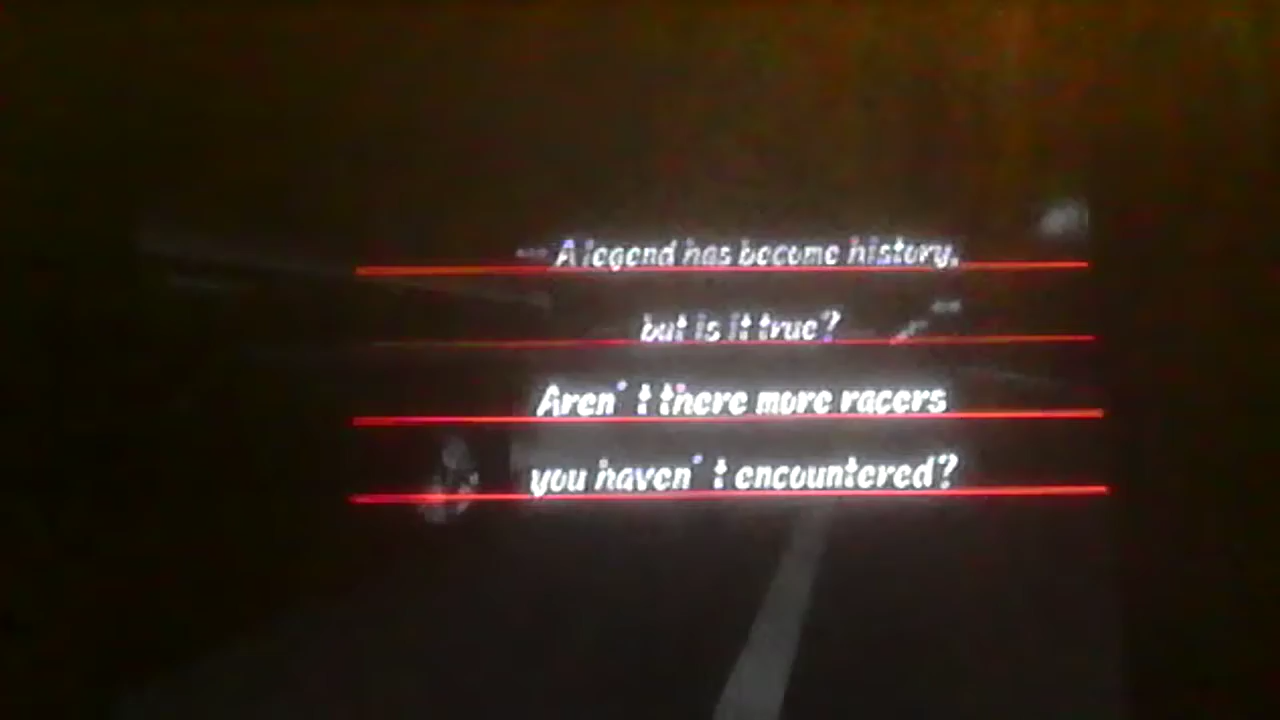 ... A legend has become history,
but is it true?
Aren't there more racers
you haven't encountered?